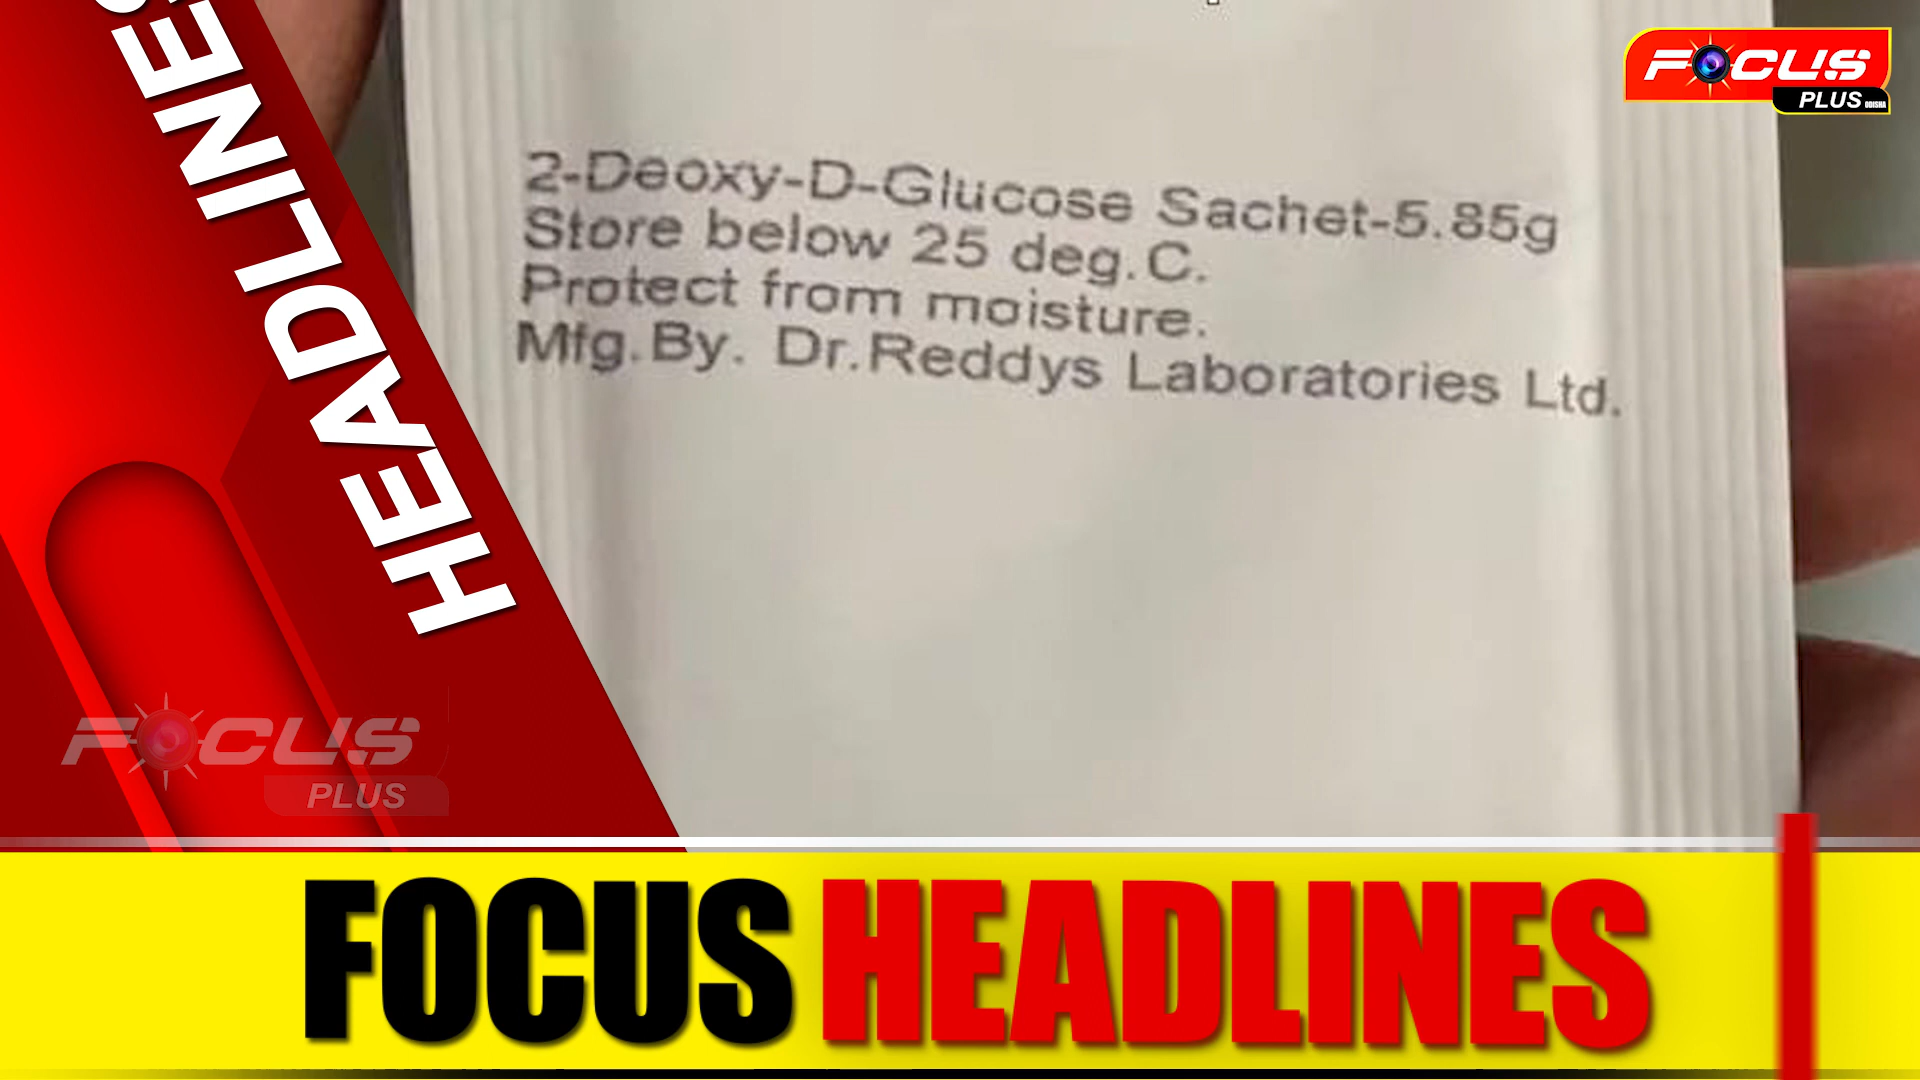 HEADLINES
FOCUS
PLUS ODISHA
2-Deoxy-D-Glucose Sachet-5.85g
Store below 25 deg.C.
Protect from moisture.
Mfg.By. Dr.Reddys Laboratories Ltd.
FOCUS
PLUS
FOCUS HEADLINES